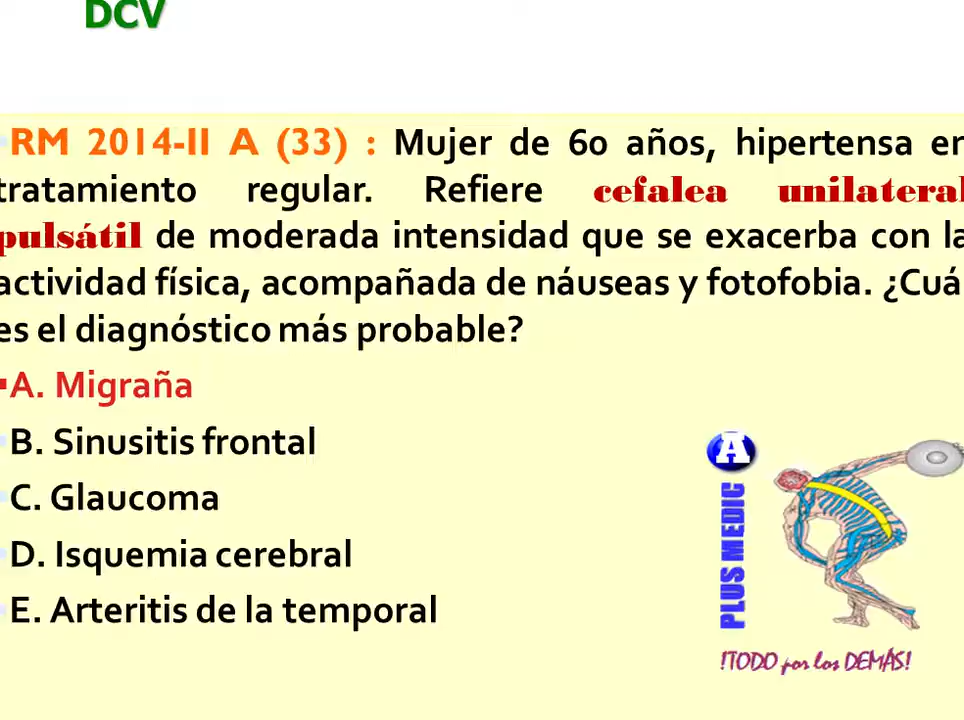 DCV
RM 2014-II A (33) : Mujer de 60 años, hipertensa en
tratamiento regular. Refiere cefalea unilateral
pulsátil de moderada intensidad que se exacerba con la
actividad física, acompañada de náuseas y fotofobia. ¿Cuá
es el diagnóstico más probable?
A. Migraña
B. Sinusitis frontal
C. Glaucoma
D. Isquemia cerebral
E. Arteritis de la temporal
A
PLUS MEDIC
!TODO por los DEMÁS!